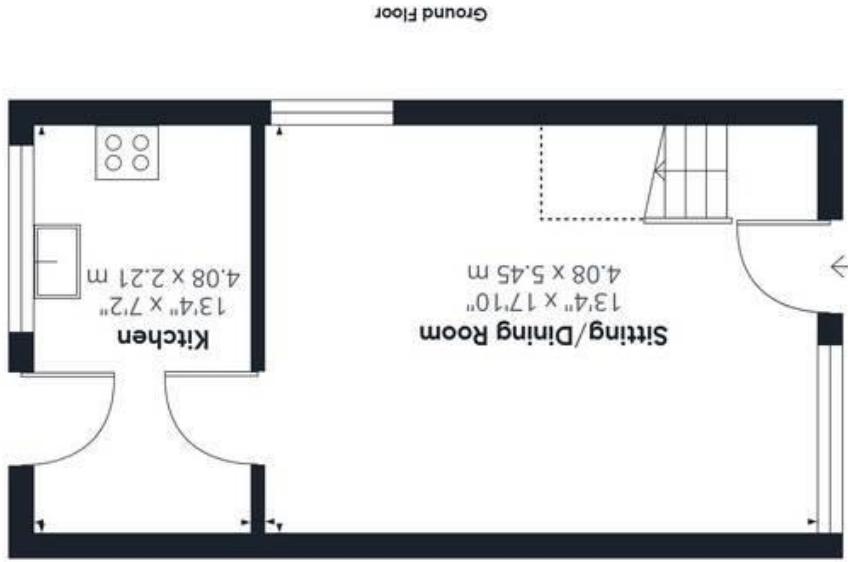 Ground Floor
Sitting/Dining Room
13'4" x 17'10"
4.08 x 5.45 m
Kitchen
13'4" x 7'2"
4.08 x 2.21 m